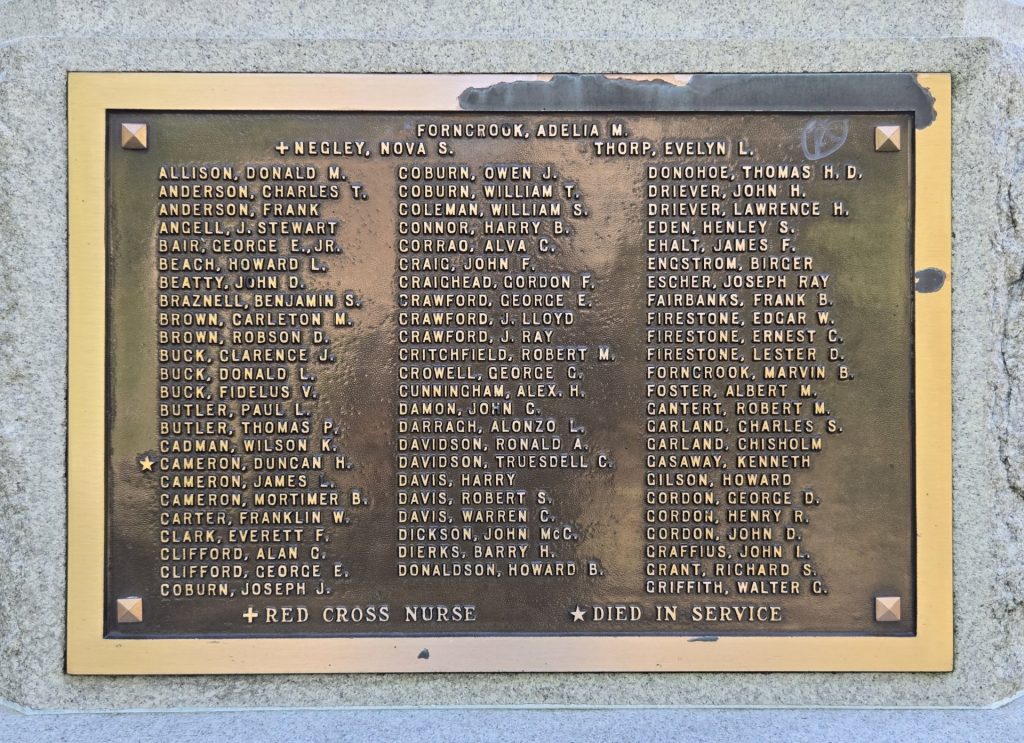 FORNCROOK, ADELIA M.
+ NEGLEY, NOVA S. THORP, EVELYN L.
ALLISON, DONALD M.
ANDERSON, CHARLES T.
ANDERSON, FRANK
ANGELL, J. STEWART
BAIR, GEORGE E., JR.
BEACH, HOWARD L.
BEATTY, JOHN D.
BRAZNELL, BENJAMIN S.
BROWN, CARLETON M.
BROWN, ROBSON D.
BUCK, CLARENCE J.
BUCK, DONALD L.
BUCK, FIDELUS V.
BUTLER, PAUL L.
BUTLER, THOMAS P.
CADMAN, WILSON K.
★ CAMERON, DUNCAN H.
CAMERON, JAMES L.
CAMERON, MORTIMER B.
CARTER, FRANKLIN W.
CLARK, EVERETT F.
CLIFFORD, ALAN C.
CLIFFORD, GEORGE E.
COBURN, JOSEPH J.
COBURN, OWEN J.
COBURN, WILLIAM T.
COLEMAN, WILLIAM S.
CONNOR, HARRY B.
CORRAO, ALVA C.
CRAIG, JOHN F.
CRAIGHEAD, GORDON F.
CRAWFORD, GEORGE E.
CRAWFORD, J. LLOYD
CRAWFORD, J. RAY
CRITCHFIELD, ROBERT M.
CROWELL, GEORGE G.
CUNNINGHAM, ALEX. H.
DAMON, JOHN C.
DARRAGH, ALONZO L.
DAVIDSON, RONALD A.
DAVIDSON, TRUESDELL C.
DAVIS, HARRY
DAVIS, ROBERT S.
DAVIS, WARREN C.
DICKSON, JOHN McC.
DIERKS, BARRY H.
DONALDSON, HOWARD B.
DONOHOE, THOMAS H. D.
DRIEVER, JOHN H.
DRIEVER, LAWRENCE H.
EDEN, HENLEY S.
EHALT, JAMES F.
ENGSTROM, BIRGER
ESCHER, JOSEPH RAY
FAIRBANKS, FRANK B.
FIRESTONE, EDGAR W.
FIRESTONE, ERNEST C.
FIRESTONE, LESTER D.
FORNCROOK, MARVIN B.
FOSTER, ALBERT M.
GANTERT, ROBERT M.
GARLAND, CHARLES S.
GARLAND, CHISHOLM
GASAWAY, KENNETH
GILSON, HOWARD
GORDON, GEORGE D.
GORDON, HENRY R.
GORDON, JOHN D.
GRAFFIUS, JOHN L.
GRANT, RICHARD S.
GRIFFITH, WALTER G.
+ RED CROSS NURSE ★ DIED IN SERVICE